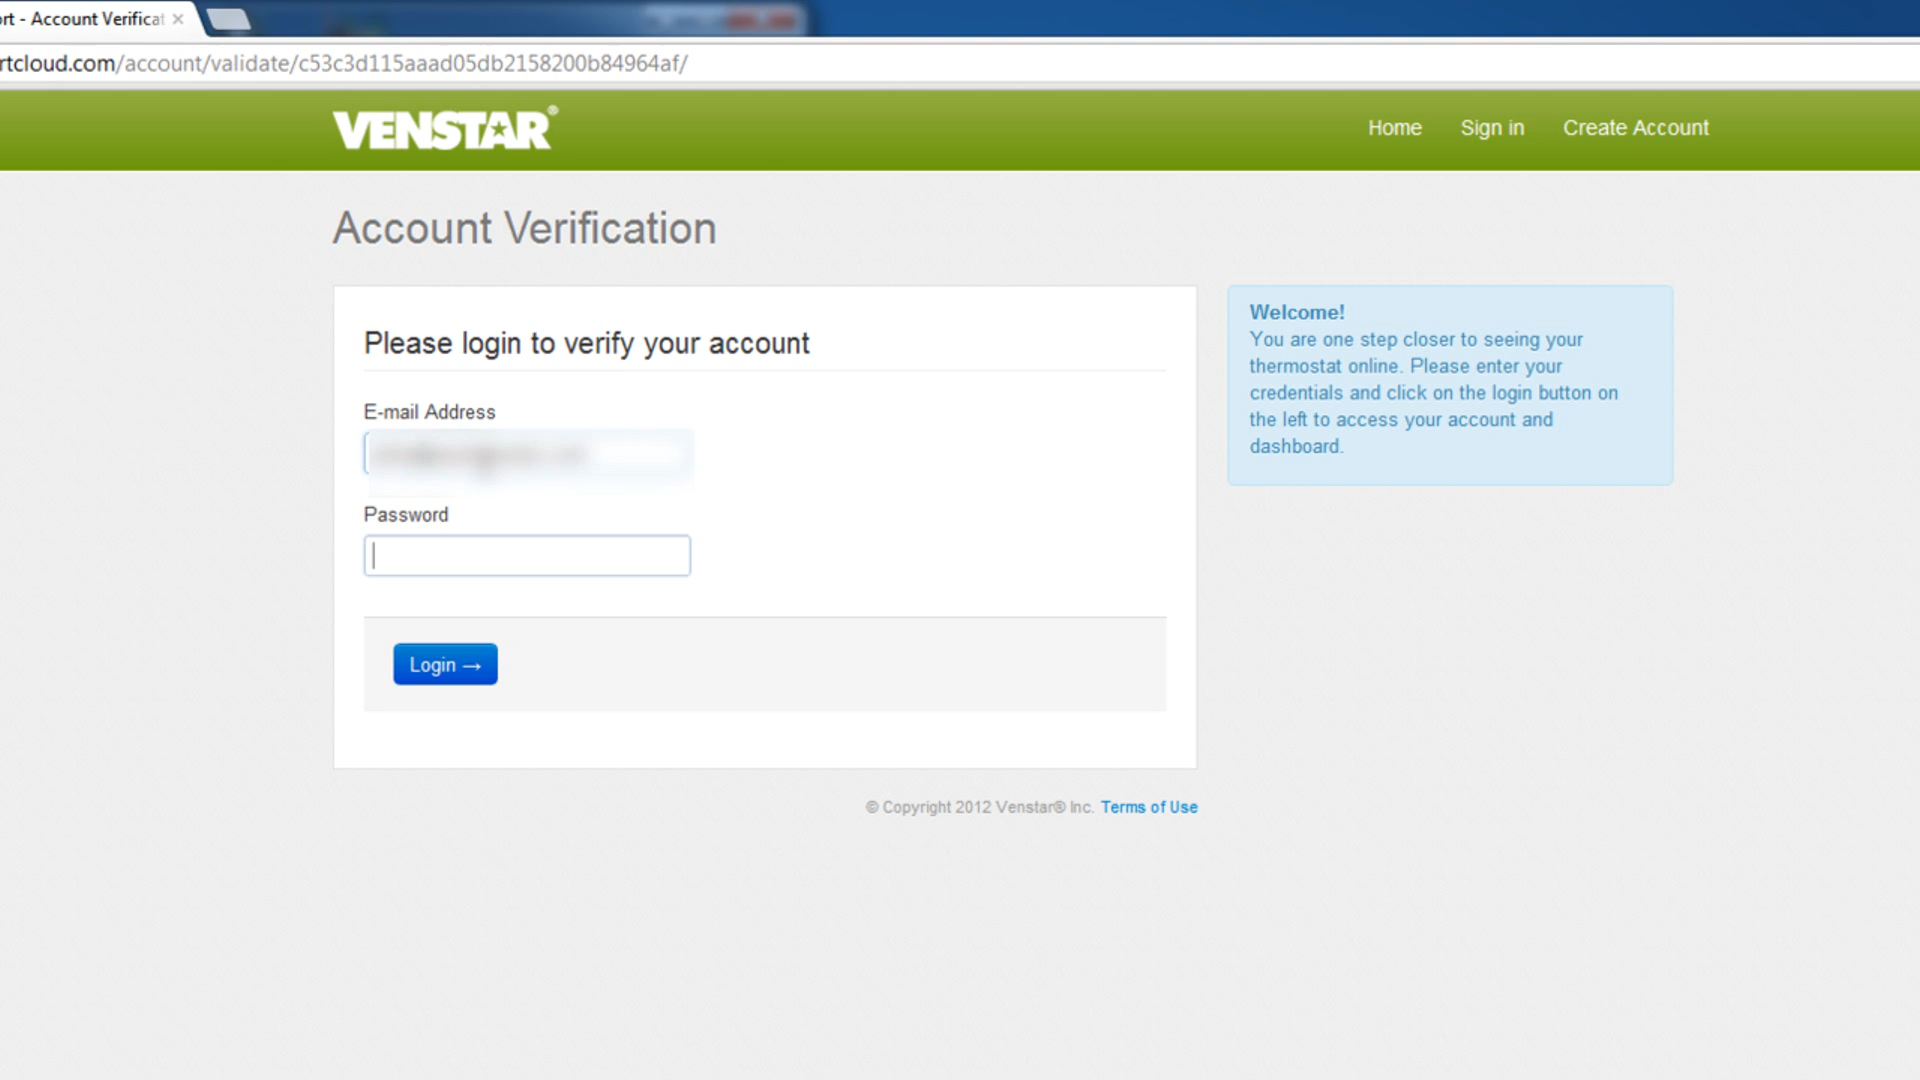 rt - Account Verificat
rtcloud.com/account/validate/c53c3d115aaad05db2158200b84964af/
VENSTAR®
Home
Sign in
Create Account
Account Verification
Please login to verify your account
E-mail Address
Password
Login →
Welcome!
You are one step closer to seeing your
thermostat online. Please enter your
credentials and click on the login button on
the left to access your account and
dashboard.
© Copyright 2012 Venstar® Inc. Terms of Use